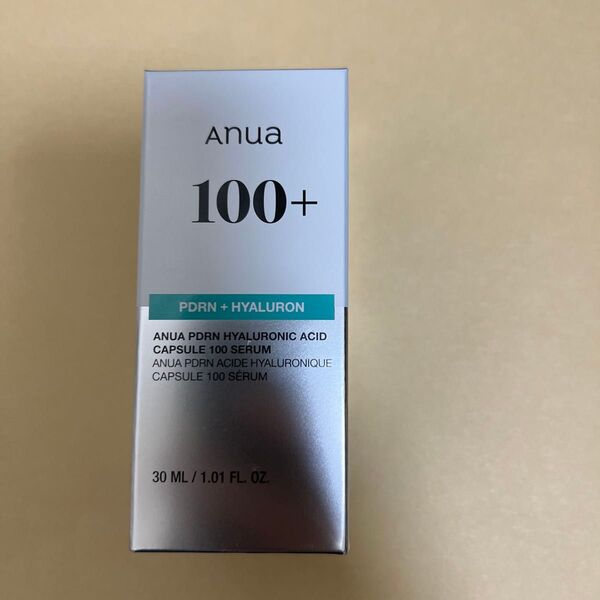 Anua
100+
PDRN + HYALURON
ANUA PDRN HYALURONIC ACID
CAPSULE 100 SERUM
ANUA PDRN ACIDE HYALURONIQUE
CAPSULE 100 SÉRUM
30 ML / 1.01 FL. OZ.